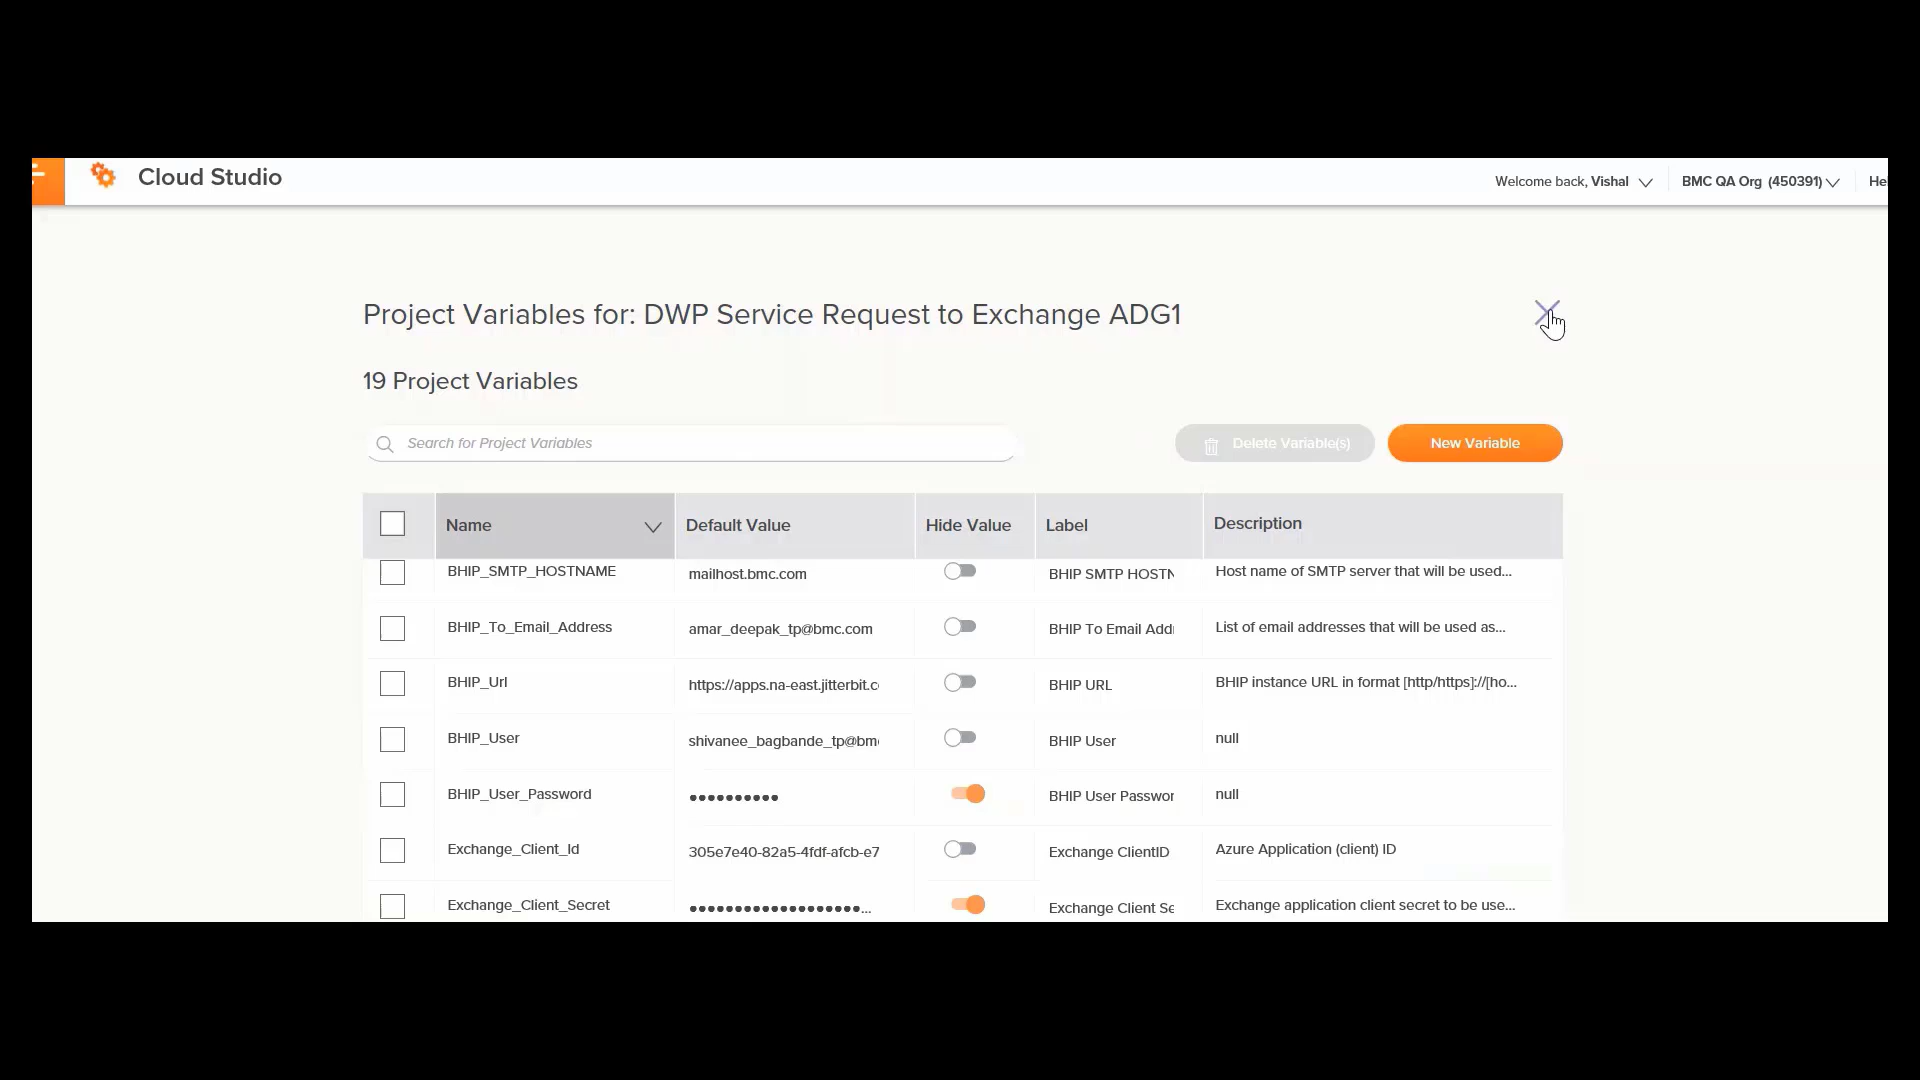 Cloud Studio
Welcome back, Vishal
BMC QA Org (450391)
Project Variables for: DWP Service Request to Exchange ADG1
19 Project Variables
Search for Project Variables
Delete Variable(s)
New Variable
Name Default Value Hide Value Label Description
BHIP_SMTP_HOSTNAME mailhost.bmc.com BHIP SMTP HOSTN Host name of SMTP server that will be used...
BHIP_To_Email_Address amar_deepak_tp@bmc.com BHIP To Email Add List of email addresses that will be used as...
BHIP_Url https://apps.na-east.jitterbit.c BHIP URL BHIP instance URL in format [http/https]://[ho...
BHIP_User shivanee_bagbande_tp@bm BHIP User null
BHIP_User_Password •••••••••• BHIP User Passwor null
Exchange_Client_Id 305e7e40-82a5-4fdf-afcb-e7 Exchange ClientID Azure Application (client) ID
Exchange_Client_Secret •••••••••••••••••••... Exchange Client Se Exchange application client secret to be use...